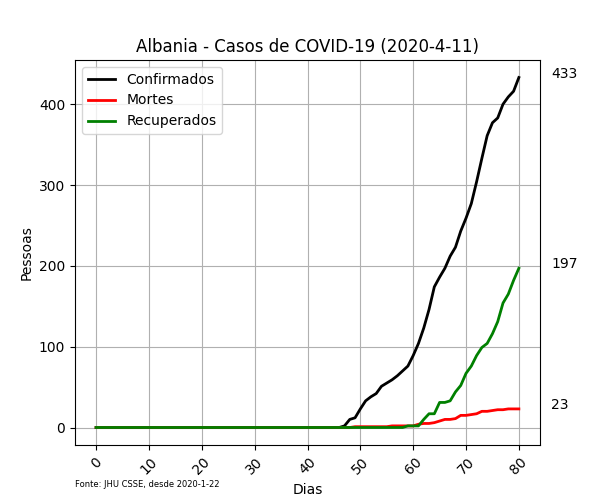 Albania - Casos de COVID-19 (2020-4-11)
Confirmados
Mortes
Recuperados
433
197
23
400
300
200
100
0
Pessoas
0
10
20
30
40
50
60
70
80
Dias
Fonte: JHU CSSE, desde 2020-1-22